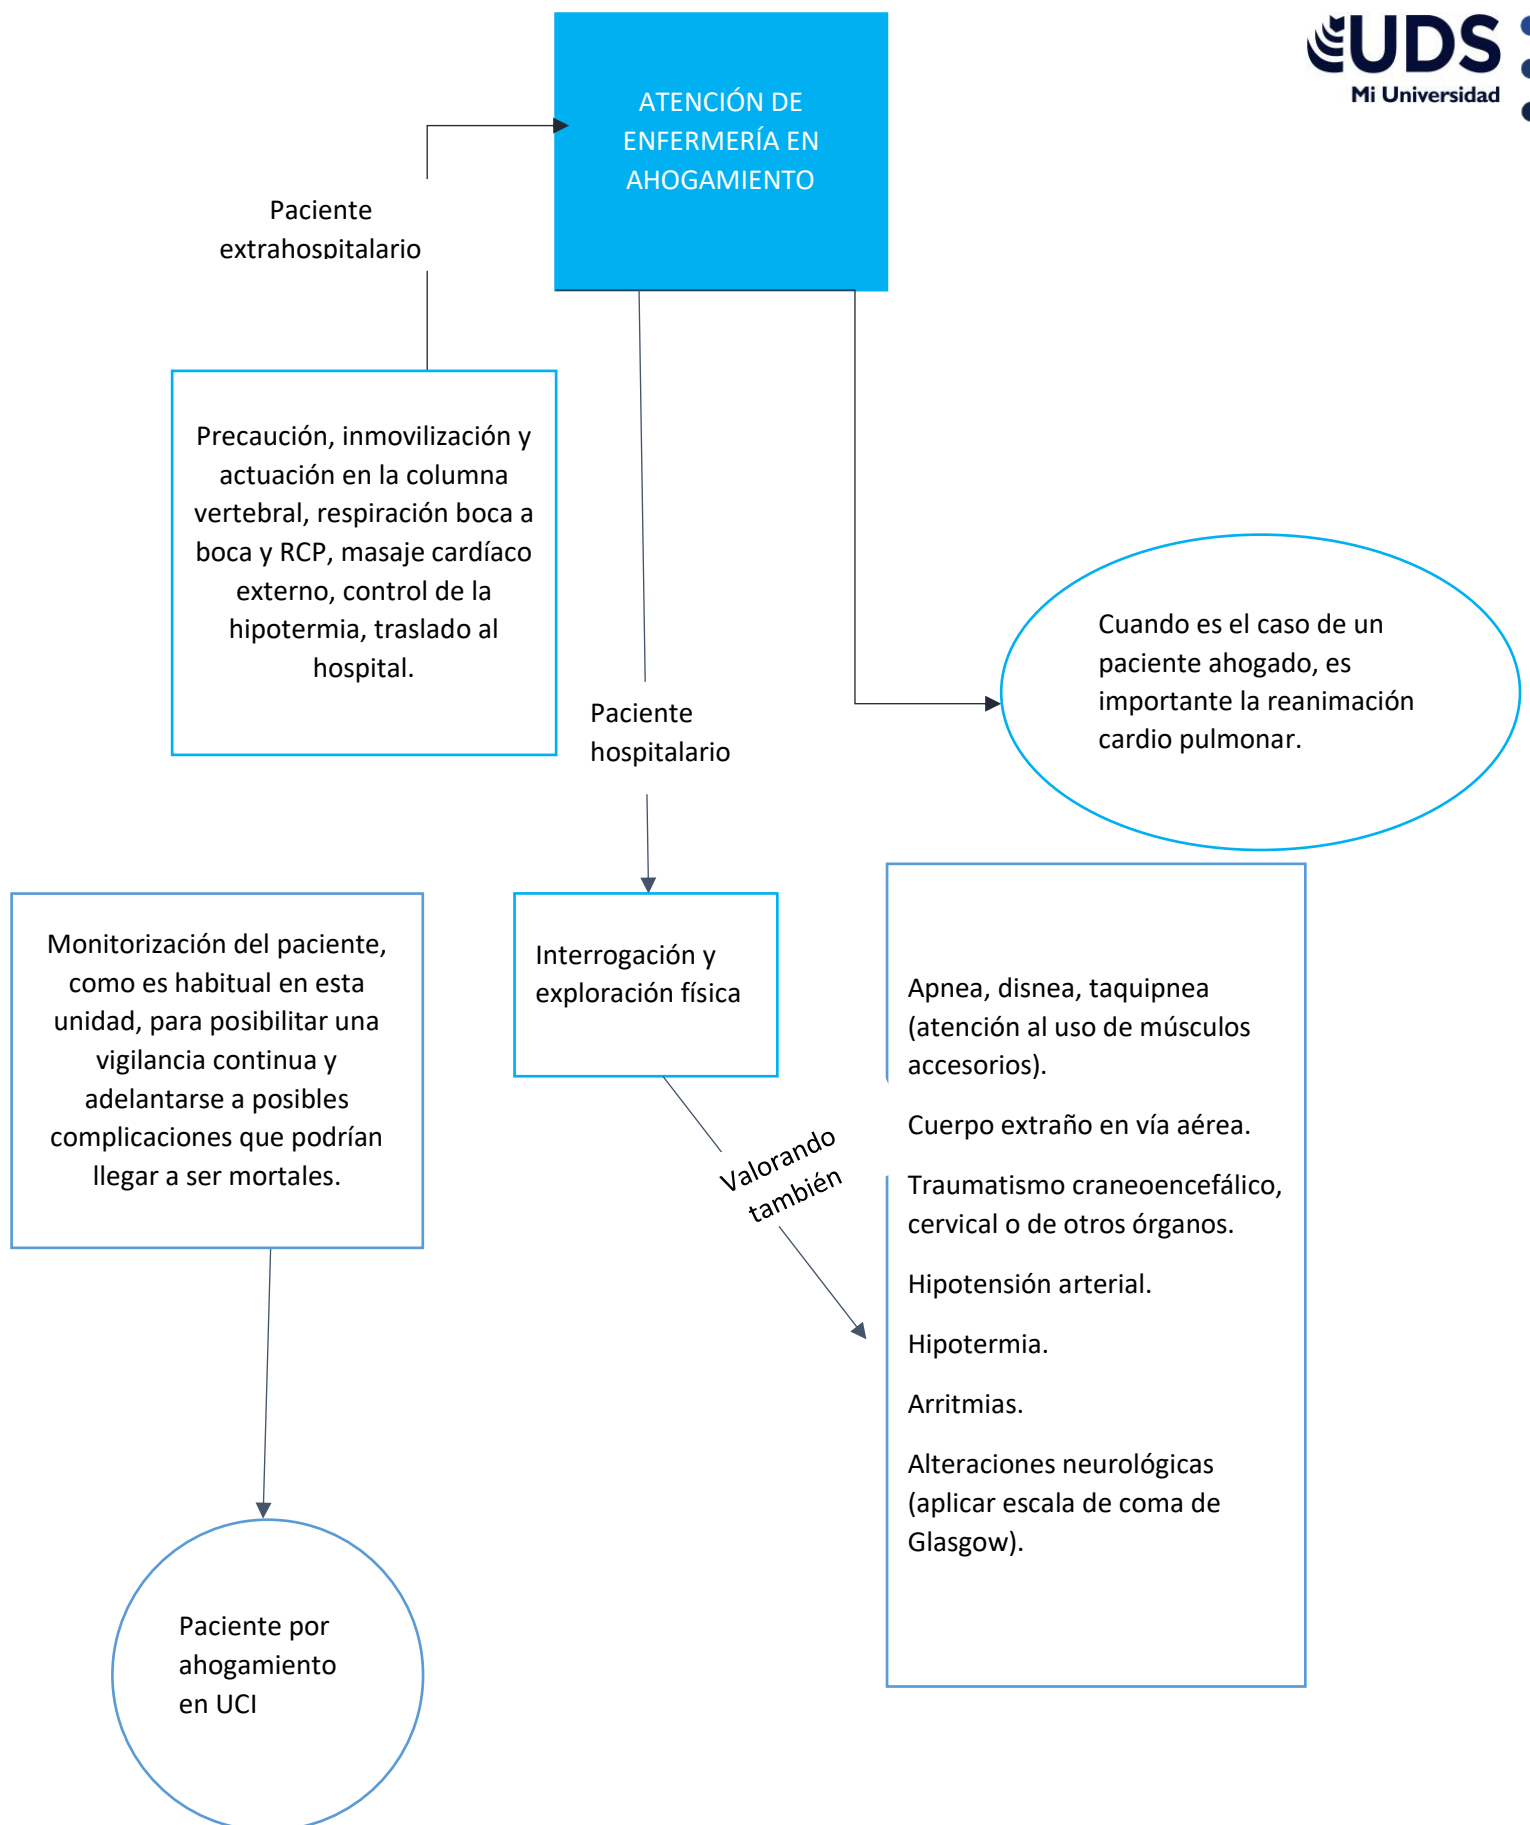 UDS
Mi Universidad
ATENCIÓN DE
ENFERMERÍA EN
AHOGAMIENTO
Paciente
extrahospitalario
Precaución, inmovilización y
actuación en la columna
vertebral, respiración boca a
boca y RCP, masaje cardíaco
externo, control de la
hipotermia, traslado al
hospital.
Cuando es el caso de un
paciente ahogado, es
importante la reanimación
cardio pulmonar.
Paciente
hospitalario
Monitorización del paciente,
como es habitual en esta
unidad, para posibilitar una
vigilancia continua y
adelantarse a posibles
complicaciones que podrían
llegar a ser mortales.
Interrogación y
exploración física
Valorando
también
Apnea, disnea, taquipnea
(atención al uso de músculos
accesorios).
Cuerpo extraño en vía aérea.
Traumatismo craneoencefálico,
cervical o de otros órganos.
Hipotensión arterial.
Hipotermia.
Arritmias.
Alteraciones neurológicas
(aplicar escala de coma de
Glasgow).
Paciente por
ahogamiento
en UCI